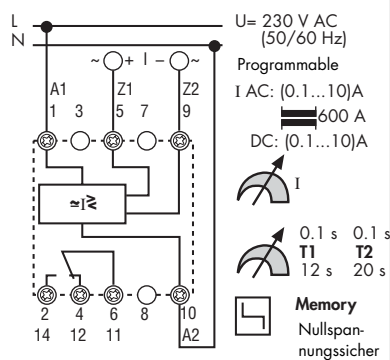 L
N
U= 230 V AC
(50/60 Hz)
~ + I – ~
Programmable
A1 Z1 Z2
1 3 5 7 9
I AC: (0.1...10)A
600 A
DC: (0.1...10)A
I
≃I≷
0.1 s 0.1 s
T1 T2
12 s 20 s
2 4 6 8 10
14 12 11 A2
Memory
Nullspan-
nungssicher